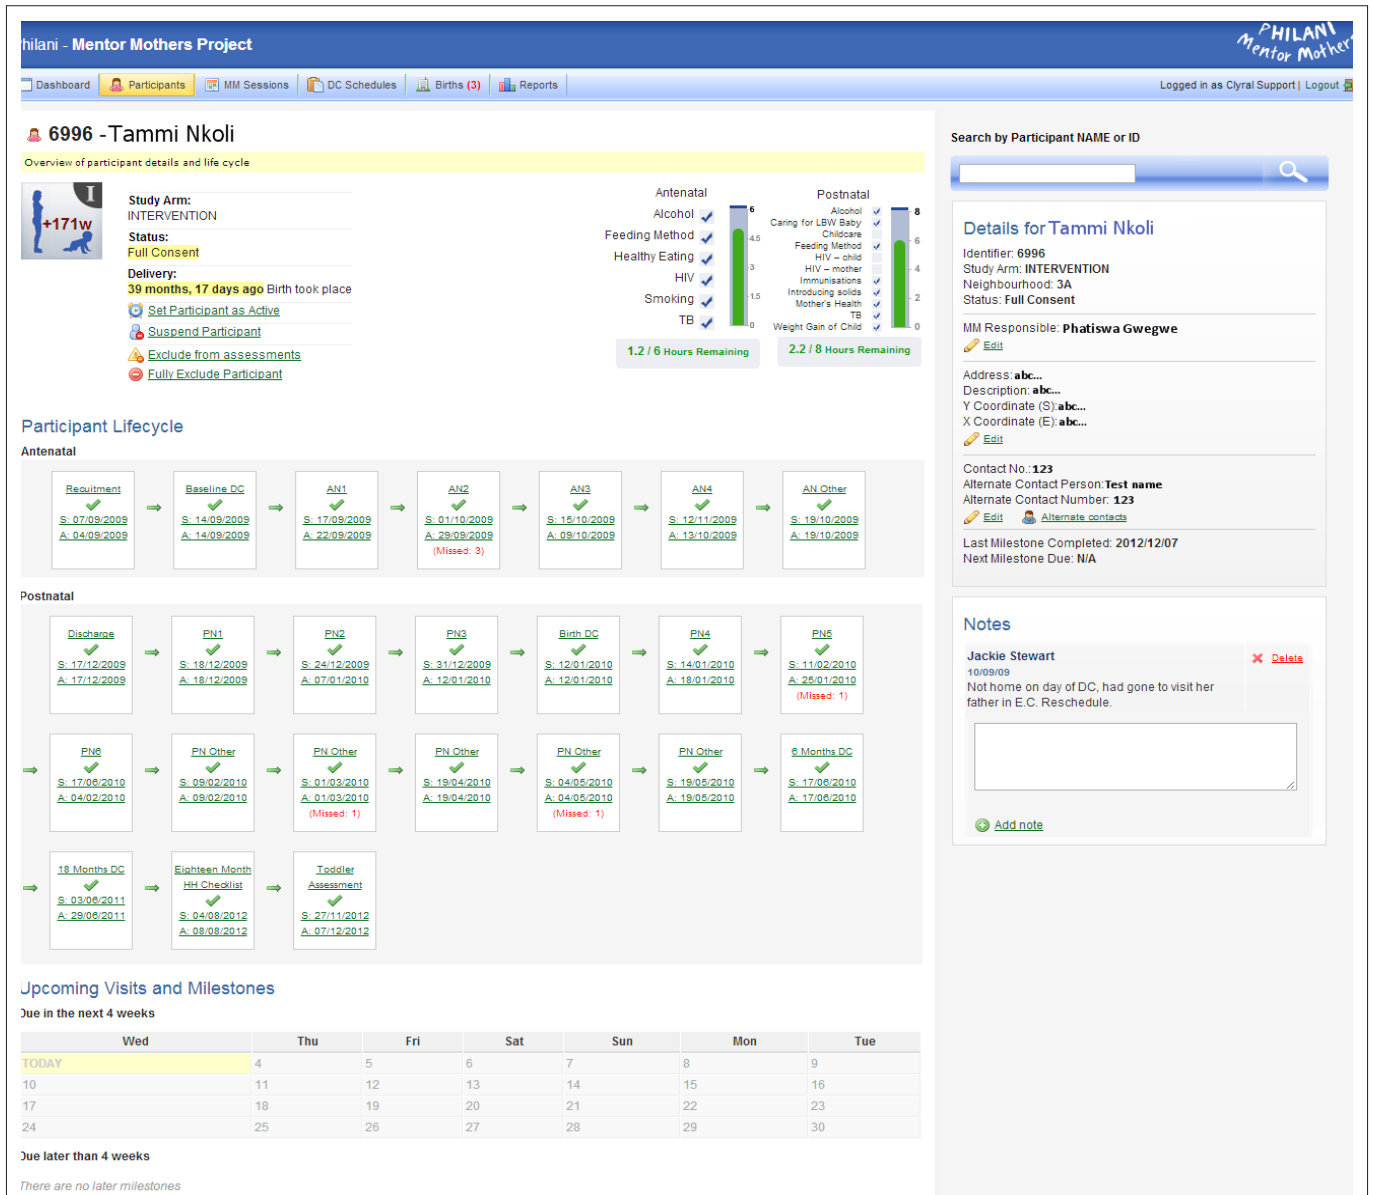 hilani - Mentor Mothers Project
PHILANI
Mentor Mothers
Dashboard Participants MM Sessions DC Schedules Births (3) Reports
Logged in as Clyral Support | Logout
6996 - Tammi Nkoli
Overview of participant details and life cycle
I
+171w
Study Arm:
INTERVENTION
Status:
Full Consent
Delivery:
39 months, 17 days ago Birth took place
Set Participant as Active
Suspend Participant
Exclude from assessments
Fully Exclude Participant
Antenatal
Alcohol
Feeding Method
Healthy Eating
HIV
Smoking
TB
6
4.5
3
1.5
0
1.2 / 6 Hours Remaining
Postnatal
Alcohol
Caring for LBW Baby
Childcare
Feeding Method
HIV – child
HIV – mother
Immunisations
Introducing solids
Mother's Health
TB
Weight Gain of Child
8
6
4
2
0
2.2 / 8 Hours Remaining
Participant Lifecycle
Antenatal
Recuitment
S: 07/09/2009
A: 04/09/2009
Baseline DC
S: 14/09/2009
A: 14/09/2009
AN1
S: 17/09/2009
A: 22/09/2009
AN2
S: 01/10/2009
A: 29/09/2009
(Missed: 3)
AN3
S: 15/10/2009
A: 09/10/2009
AN4
S: 12/11/2009
A: 13/10/2009
AN Other
S: 19/10/2009
A: 19/10/2009
Postnatal
Discharge
S: 17/12/2009
A: 17/12/2009
PN1
S: 18/12/2009
A: 18/12/2009
PN2
S: 24/12/2009
A: 07/01/2010
PN3
S: 31/12/2009
A: 12/01/2010
Birth DC
S: 12/01/2010
A: 12/01/2010
PN4
S: 14/01/2010
A: 18/01/2010
PN5
S: 11/02/2010
A: 25/01/2010
(Missed: 1)
PN6
S: 17/06/2010
A: 04/02/2010
PN Other
S: 09/02/2010
A: 09/02/2010
PN Other
S: 01/03/2010
A: 01/03/2010
(Missed: 1)
PN Other
S: 19/04/2010
A: 19/04/2010
PN Other
S: 04/05/2010
A: 04/05/2010
(Missed: 1)
PN Other
S: 19/05/2010
A: 19/05/2010
6 Months DC
S: 17/06/2010
A: 17/06/2010
18 Months DC
S: 03/06/2011
A: 29/06/2011
Eighteen Month
HH Checklist
S: 04/08/2012
A: 08/08/2012
Toddler
Assessment
S: 27/11/2012
A: 07/12/2012
Upcoming Visits and Milestones
Due in the next 4 weeks
Wed Thu Fri Sat Sun Mon Tue
TODAY 4 5 6 7 8 9
10 11 12 13 14 15 16
17 18 19 20 21 22 23
24 25 26 27 28 29 30
Due later than 4 weeks
There are no later milestones
Search by Participant NAME or ID
Details for Tammi Nkoli
Identifier: 6996
Study Arm: INTERVENTION
Neighbourhood: 3A
Status: Full Consent
MM Responsible: Phatiswa Gwegwe
Edit
Address: abc...
Description: abc...
Y Coordinate (S): abc...
X Coordinate (E): abc...
Edit
Contact No.: 123
Alternate Contact Person: Test name
Alternate Contact Number: 123
Edit Alternate contacts
Last Milestone Completed: 2012/12/07
Next Milestone Due: N/A
Notes
Jackie Stewart
Delete
10/09/09
Not home on day of DC, had gone to visit her
father in E.C. Reschedule.
Add note